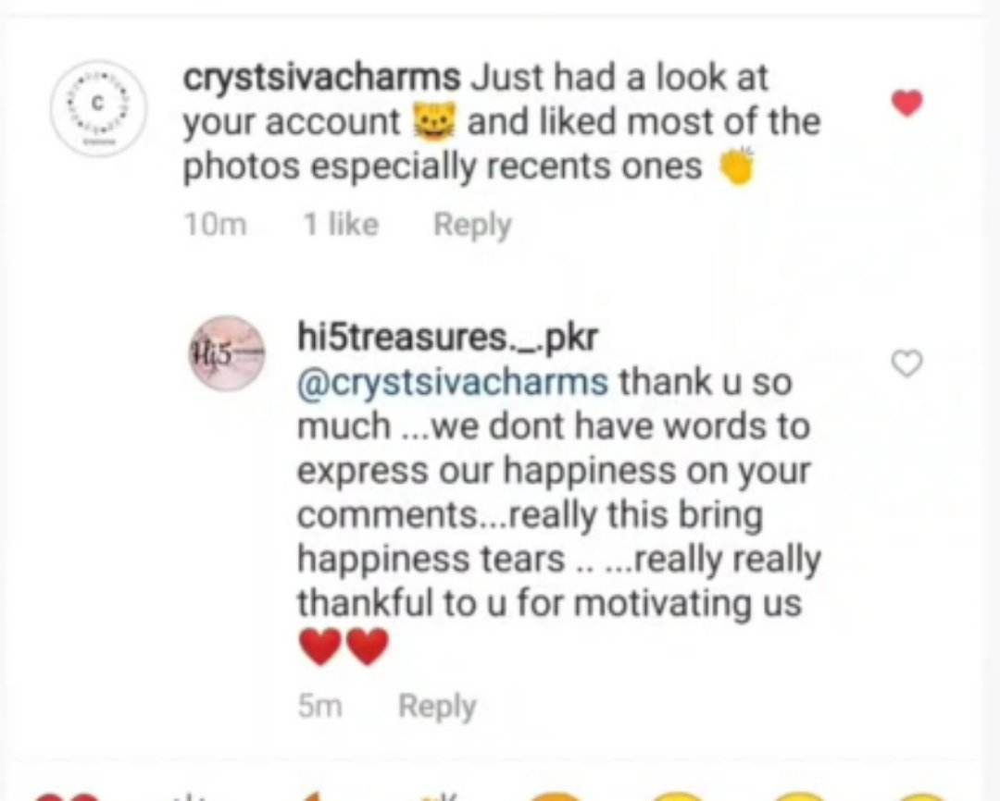 C
crystsivacharms Just had a look at
your account 😺 and liked most of the
photos especially recents ones 👏
10m 1 like Reply
Hi5
hi5treasures._.pkr
@crystsivacharms thank u so
much ...we dont have words to
express our happiness on your
comments...really this bring
happiness tears .. ...really really
thankful to u for motivating us
❤️❤️
5m Reply